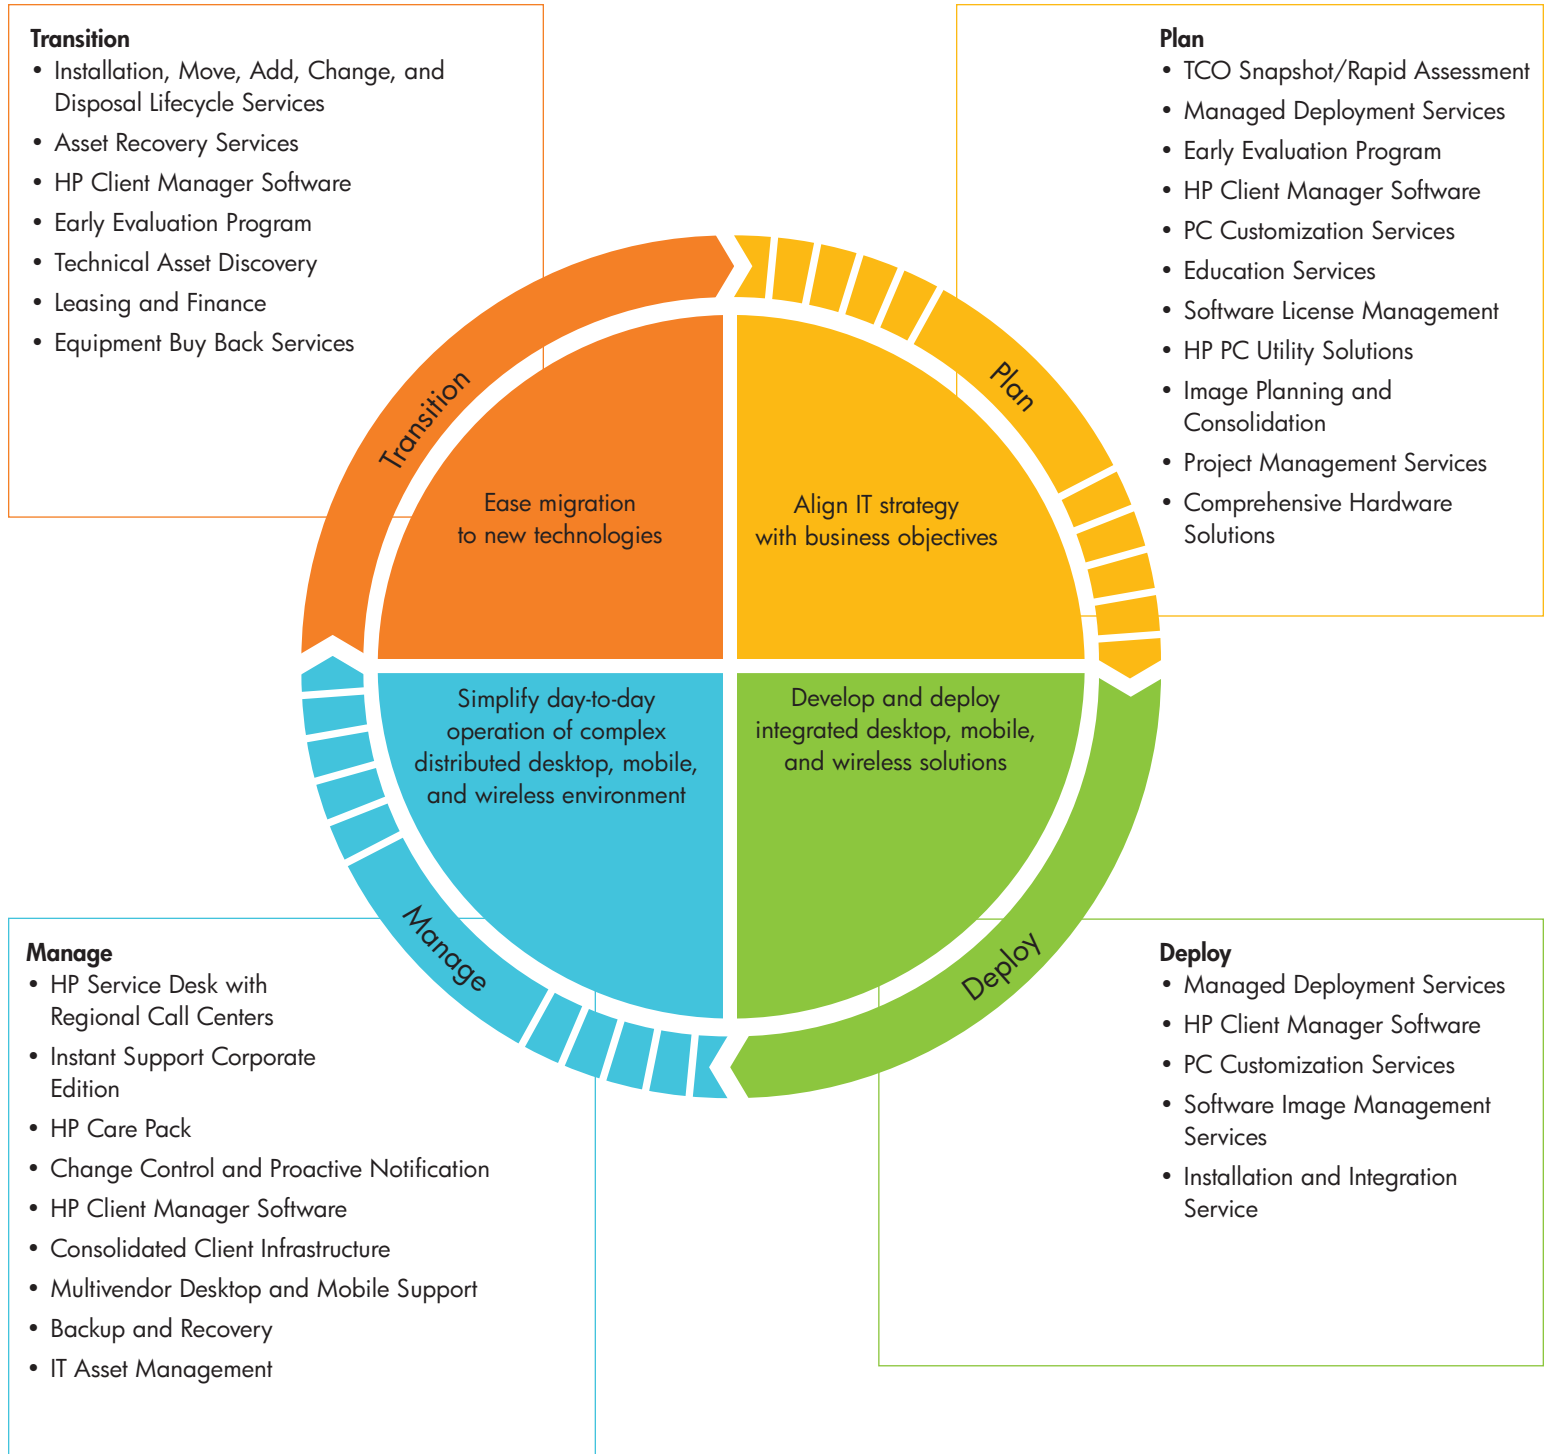 Transition
• Installation, Move, Add, Change, and
Disposal Lifecycle Services
• Asset Recovery Services
• HP Client Manager Software
• Early Evaluation Program
• Technical Asset Discovery
• Leasing and Finance
• Equipment Buy Back Services
Plan
• TCO Snapshot/Rapid Assessment
• Managed Deployment Services
• Early Evaluation Program
• HP Client Manager Software
• PC Customization Services
• Education Services
• Software License Management
• HP PC Utility Solutions
• Image Planning and
Consolidation
• Project Management Services
• Comprehensive Hardware
Solutions
Transition
Plan
Ease migration
to new technologies
Align IT strategy
with business objectives
Simplify day-to-day
operation of complex
distributed desktop, mobile,
and wireless environment
Develop and deploy
integrated desktop, mobile,
and wireless solutions
Manage
Deploy
Manage
• HP Service Desk with
Regional Call Centers
• Instant Support Corporate
Edition
• HP Care Pack
• Change Control and Proactive Notification
• HP Client Manager Software
• Consolidated Client Infrastructure
• Multivendor Desktop and Mobile Support
• Backup and Recovery
• IT Asset Management
Deploy
• Managed Deployment Services
• HP Client Manager Software
• PC Customization Services
• Software Image Management
Services
• Installation and Integration
Service